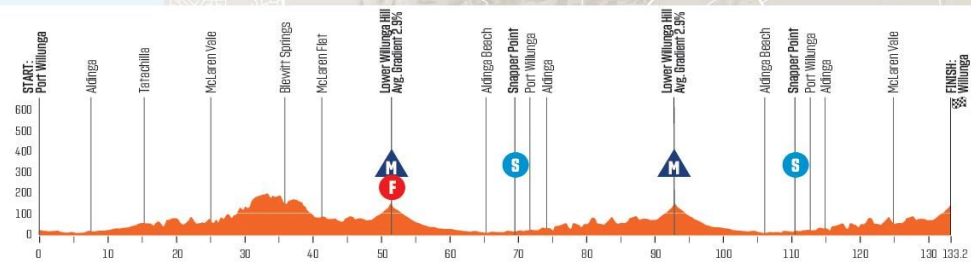 START:
Port Willunga
Aldinga
Tatachilla
McLaren Vale
Blewitt Springs
McLaren Flat
Lower Willunga Hill
Avg. Gradient 2.9%
Aldinga Beach
Snapper Point
Port Willunga
Aldinga
Lower Willunga Hill
Avg. Gradient 2.9%
Aldinga Beach
Snapper Point
Port Willunga
Aldinga
McLaren Vale
FINISH:
Willunga
600
500
400
300
200
100
0
M
F
S
M
S
0 10 20 30 40 50 60 70 80 90 100 110 120 130 133.2